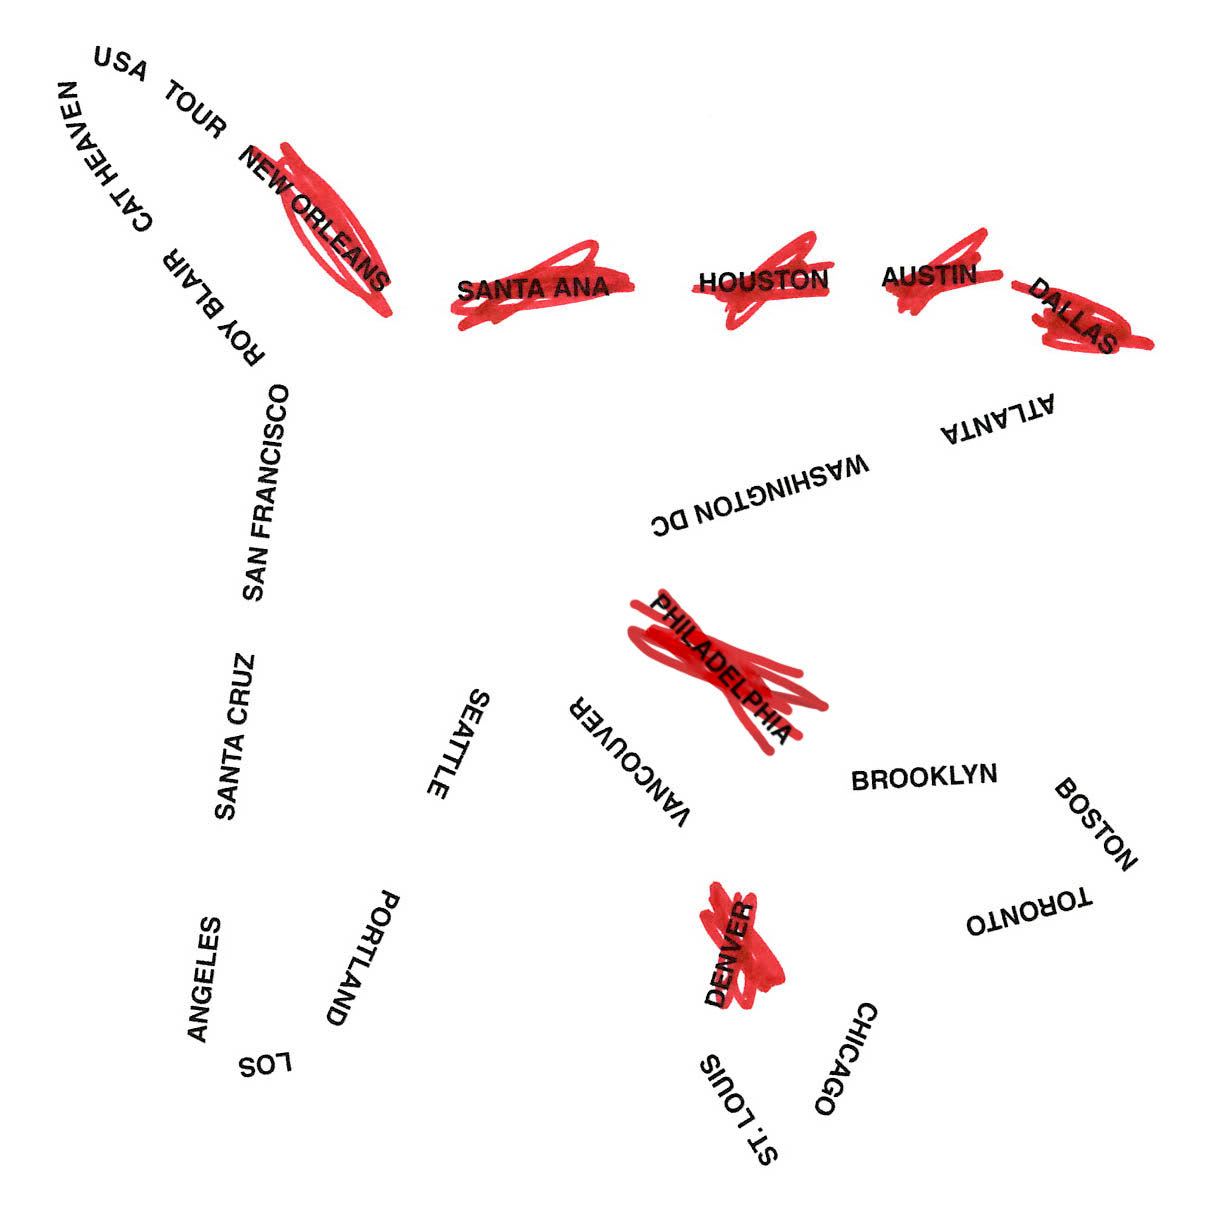 USA TOUR
NEW ORLEANS
SANTA ANA
HOUSTON
AUSTIN
DALLAS
ATLANTA
WASHINGTON DC
PHILADELPHIA
BROOKLYN
BOSTON
TORONTO
CHICAGO
ST. LOUIS
DENVER
VANCOUVER
SEATTLE
PORTLAND
LOS
ANGELES
SANTA CRUZ
SAN FRANCISCO
ROY BLAIR
CAT HEAVEN